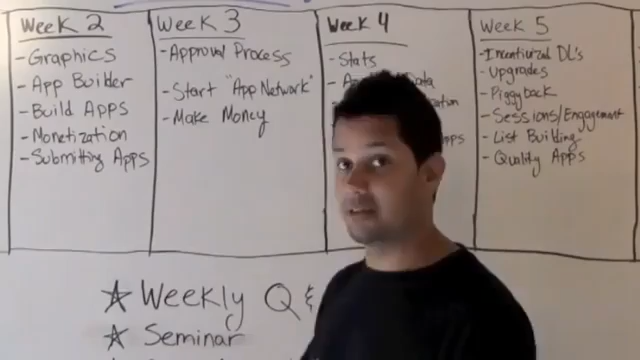 Week 2
- Graphics
- App Builder
- Build Apps
- Monetization
- Submitting Apps
Week 3
- Approval Process
- Start "App Network"
- Make Money
Week 4
- Stats
Data
Week 5
- Incentivized DL's
- Upgrades
- Piggyback
- Sessions/Engagement
- List Building
- Quality Apps
☆ Weekly Q &
☆ Seminar